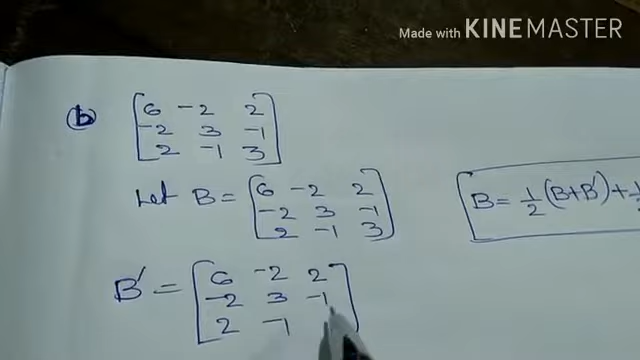 Made with KINEMASTER
(b) [6 -2 2
-2 3 -1
2 -1 3]
Let B = [6 -2 2
-2 3 -1
2 -1 3]
B = 1/2 (B+B') + 1/
B' = [6 -2 2
-2 3 -1
2 -1